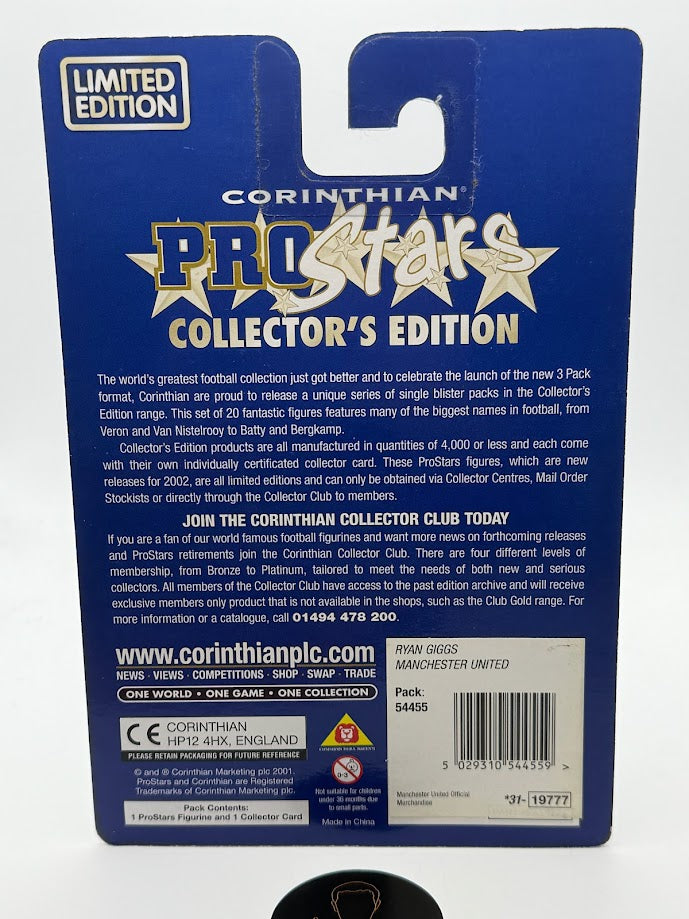 LIMITED
EDITION
CORINTHIAN®
PROStars
COLLECTOR'S EDITION
The world's greatest football collection just got better and to celebrate the launch of the new 3 Pack
format, Corinthian are proud to release a unique series of single blister packs in the Collector's
Edition range. This set of 20 fantastic figures features many of the biggest names in football, from
Veron and Van Nistelrooy to Batty and Bergkamp.
Collector's Edition products are all manufactured in quantities of 4,000 or less and each come
with their own individually certificated collector card. These ProStars figures, which are new
releases for 2002, are all limited editions and can only be obtained via Collector Centres, Mail Order
Stockists or directly through the Collector Club to members.
JOIN THE CORINTHIAN COLLECTOR CLUB TODAY
If you are a fan of our world famous football figurines and want more news on forthcoming releases
and ProStars retirements join the Corinthian Collector Club. There are four different levels of
membership, from Bronze to Platinum, tailored to meet the needs of both new and serious
collectors. All members of the Collector Club have access to the past edition archive and will receive
exclusive members only product that is not available in the shops, such as the Club Gold range. For
more information or a catalogue, call 01494 478 200.
www.corinthianplc.com
NEWS · VIEWS · COMPETITIONS · SHOP · SWAP · TRADE
ONE WORLD • ONE GAME • ONE COLLECTION
CE CORINTHIAN
HP12 4HX, ENGLAND
PLEASE RETAIN PACKAGING FOR FUTURE REFERENCE
© and ® Corinthian Marketing plc 2001.
ProStars and Corinthian are Registered
Trademarks of Corinthian Marketing plc.
Pack Contents:
1 ProStars Figurine and 1 Collector Card
0-3
Not suitable for children
under 36 months due
to small parts.
Made in China
RYAN GIGGS
MANCHESTER UNITED
Pack:
54455
5 029310 544559 >
Manchester United Official
Merchandise
*31- 19777